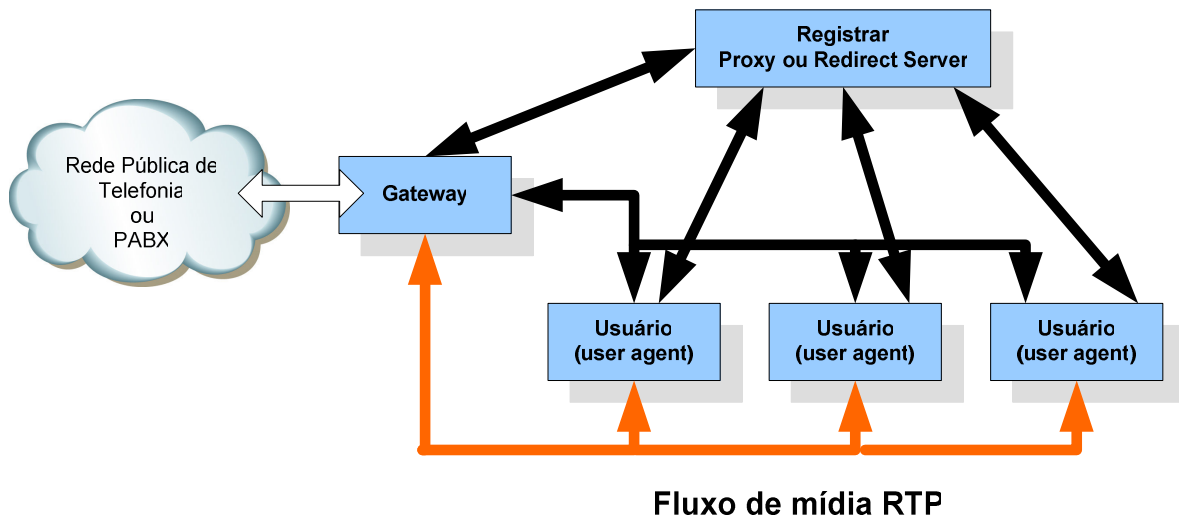 Registrar
Proxy ou Redirect Server
Rede Pública de
Telefonia
ou
PABX
Gateway
Usuário
(user agent)
Usuário
(user agent)
Usuário
(user agent)
Fluxo de mídia RTP